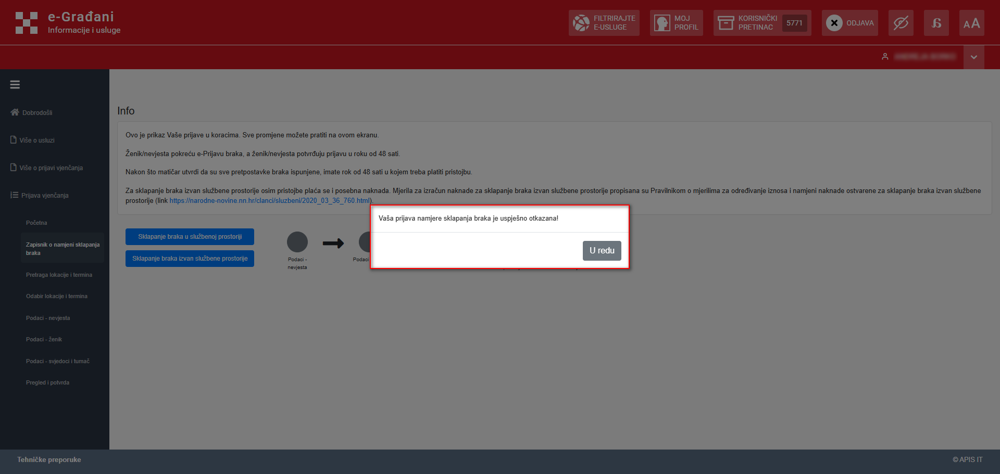 e-Građani
Informacije i usluge
FILTRIRAJTE
E-USLUGE
MOJ
PROFIL
KORISNIČKI
PRETINAC
5771
ODJAVA
a
AA
Dobrodošli
Više o usluzi
Više o prijavi vjenčanja
Prijava vjenčanja
Početna
Zapisnik o namjeni sklapanja
braka
Pretraga lokacije i termina
Odabir lokacije i termina
Podaci - nevjesta
Podaci - ženik
Podaci - svjedoci i tumač
Pregled i potvrda
Info
Ovo je prikaz Vaše prijave u koracima. Sve promjene možete pratiti na ovom ekranu.
Ženik/nevjesta pokreću e-Prijavu braka, a ženik/nevjesta potvrđuju prijavu u roku od 48 sati.
Nakon što matičar utvrdi da su sve pretpostavke braka ispunjene, imate rok od 48 sati u kojem treba platiti pristojbu.
Za sklapanje braka izvan službene prostorije osim pristojbe plaća se i posebna naknada. Mjerila za izračun naknade za sklapanje braka izvan službene prostorije propisana su Pravilnikom o mjerilima za određivanje iznosa i namjeni naknade ostvarene za sklapanje braka izvan službene
prostorije (link https://narodne-novine.nn.hr/clanci/sluzbeni/2020_03_36_760.html).
Sklapanje braka u službenoj prostoriji
Sklapanje braka izvan službene prostorije
Podaci -
nevjesta
Podaci
Vaša prijava namjere sklapanja braka je uspješno otkazana!
U redu
Tehničke preporuke
© APIS IT